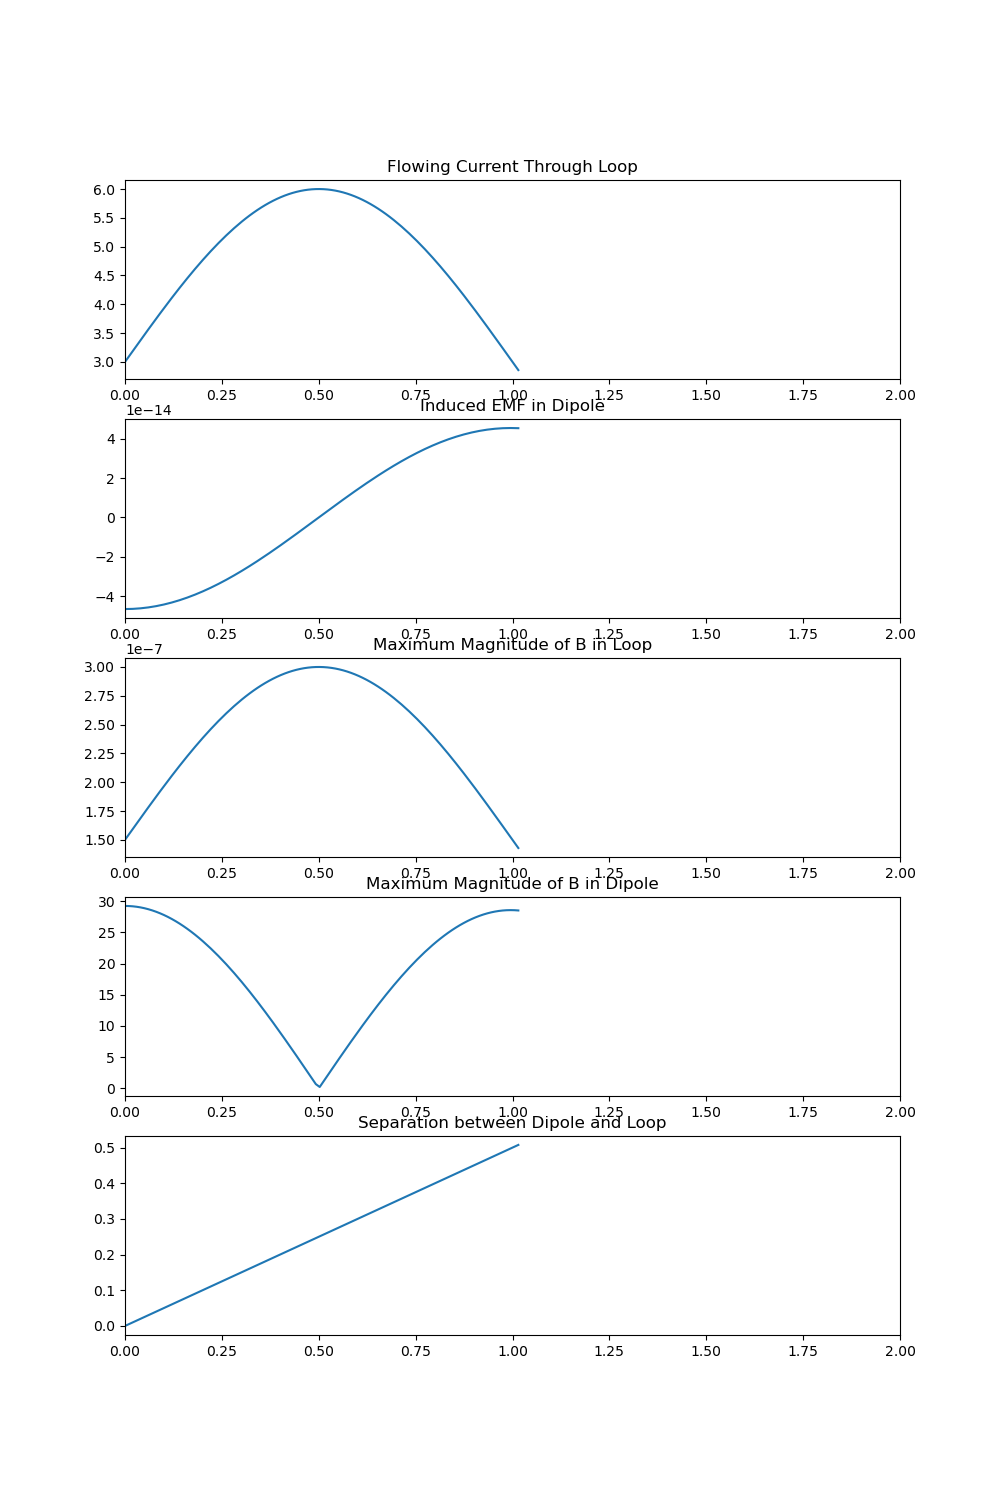 Flowing Current Through Loop
6.0
5.5
5.0
4.5
4.0
3.5
3.0
0.00 0.25 0.50 0.75 1.00 1.25 1.50 1.75 2.00
Induced EMF in Dipole
1e−14
4
2
0
−2
−4
0.00 0.25 0.50 0.75 1.00 1.25 1.50 1.75 2.00
Maximum Magnitude of B in Loop
1e−7
3.00
2.75
2.50
2.25
2.00
1.75
1.50
0.00 0.25 0.50 0.75 1.00 1.25 1.50 1.75 2.00
Maximum Magnitude of B in Dipole
30
25
20
15
10
5
0
0.00 0.25 0.50 0.75 1.00 1.25 1.50 1.75 2.00
Separation between Dipole and Loop
0.5
0.4
0.3
0.2
0.1
0.0
0.00 0.25 0.50 0.75 1.00 1.25 1.50 1.75 2.00